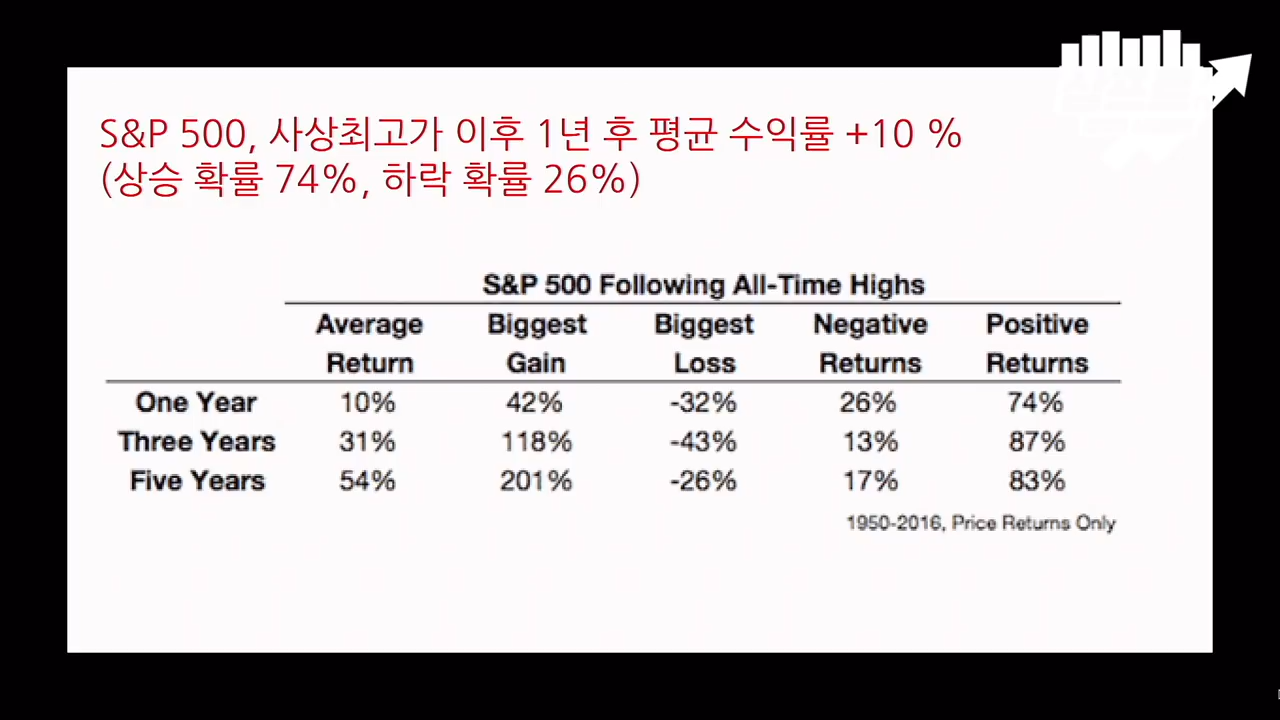 S&P 500, 사상최고가 이후 1년 후 평균 수익률 +10 %
(상승 확률 74%, 하락 확률 26%)
S&P 500 Following All-Time Highs
Average Return Biggest Gain Biggest Loss Negative Returns Positive Returns
One Year 10% 42% -32% 26% 74%
Three Years 31% 118% -43% 13% 87%
Five Years 54% 201% -26% 17% 83%
1950-2016, Price Returns Only